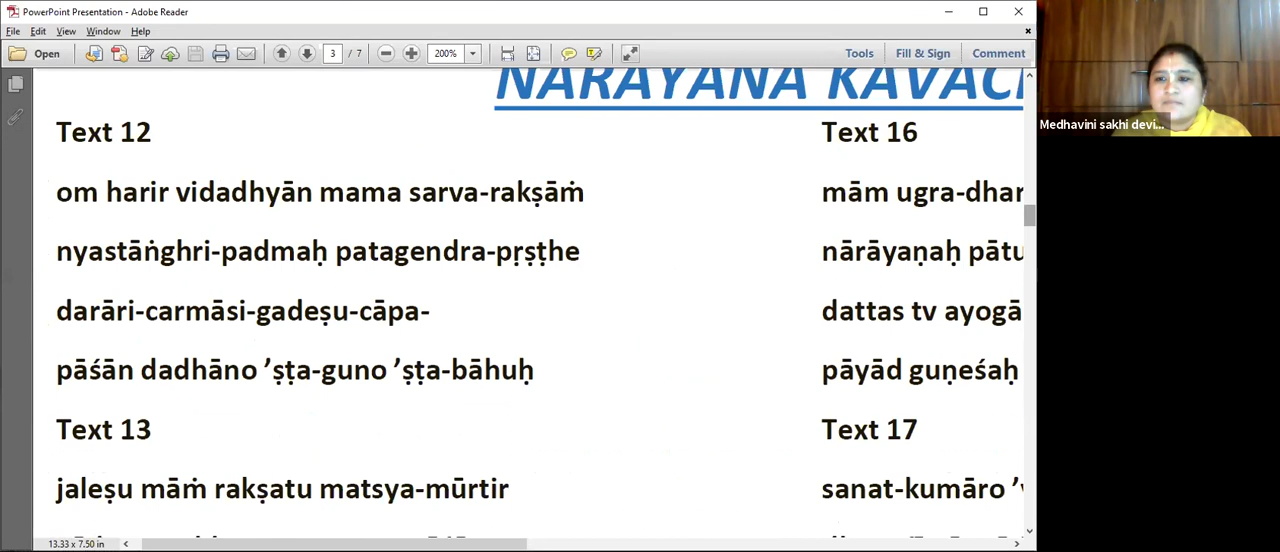 PowerPoint Presentation - Adobe Reader
File Edit View Window Help
Open 3 / 7 200% Tools Fill & Sign Comment
NARAYANA KAVAC
Text 12
om harir vidadhyān mama sarva-rakṣāṁ
nyastāṅghri-padmaḥ patagendra-pṛṣṭhe
darāri-carmāsi-gadeṣu-cāpa-
pāśān dadhāno ’ṣṭa-guno ’ṣṭa-bāhuḥ
Text 13
jaleṣu māṁ rakṣatu matsya-mūrtir
Text 16
mām ugra-dhar
nārāyaṇaḥ pātu
dattas tv ayogā
pāyād guṇeśaḥ
Text 17
sanat-kumāro ’v
13.33 x 7.50 in
Medhavini sakhi devi...